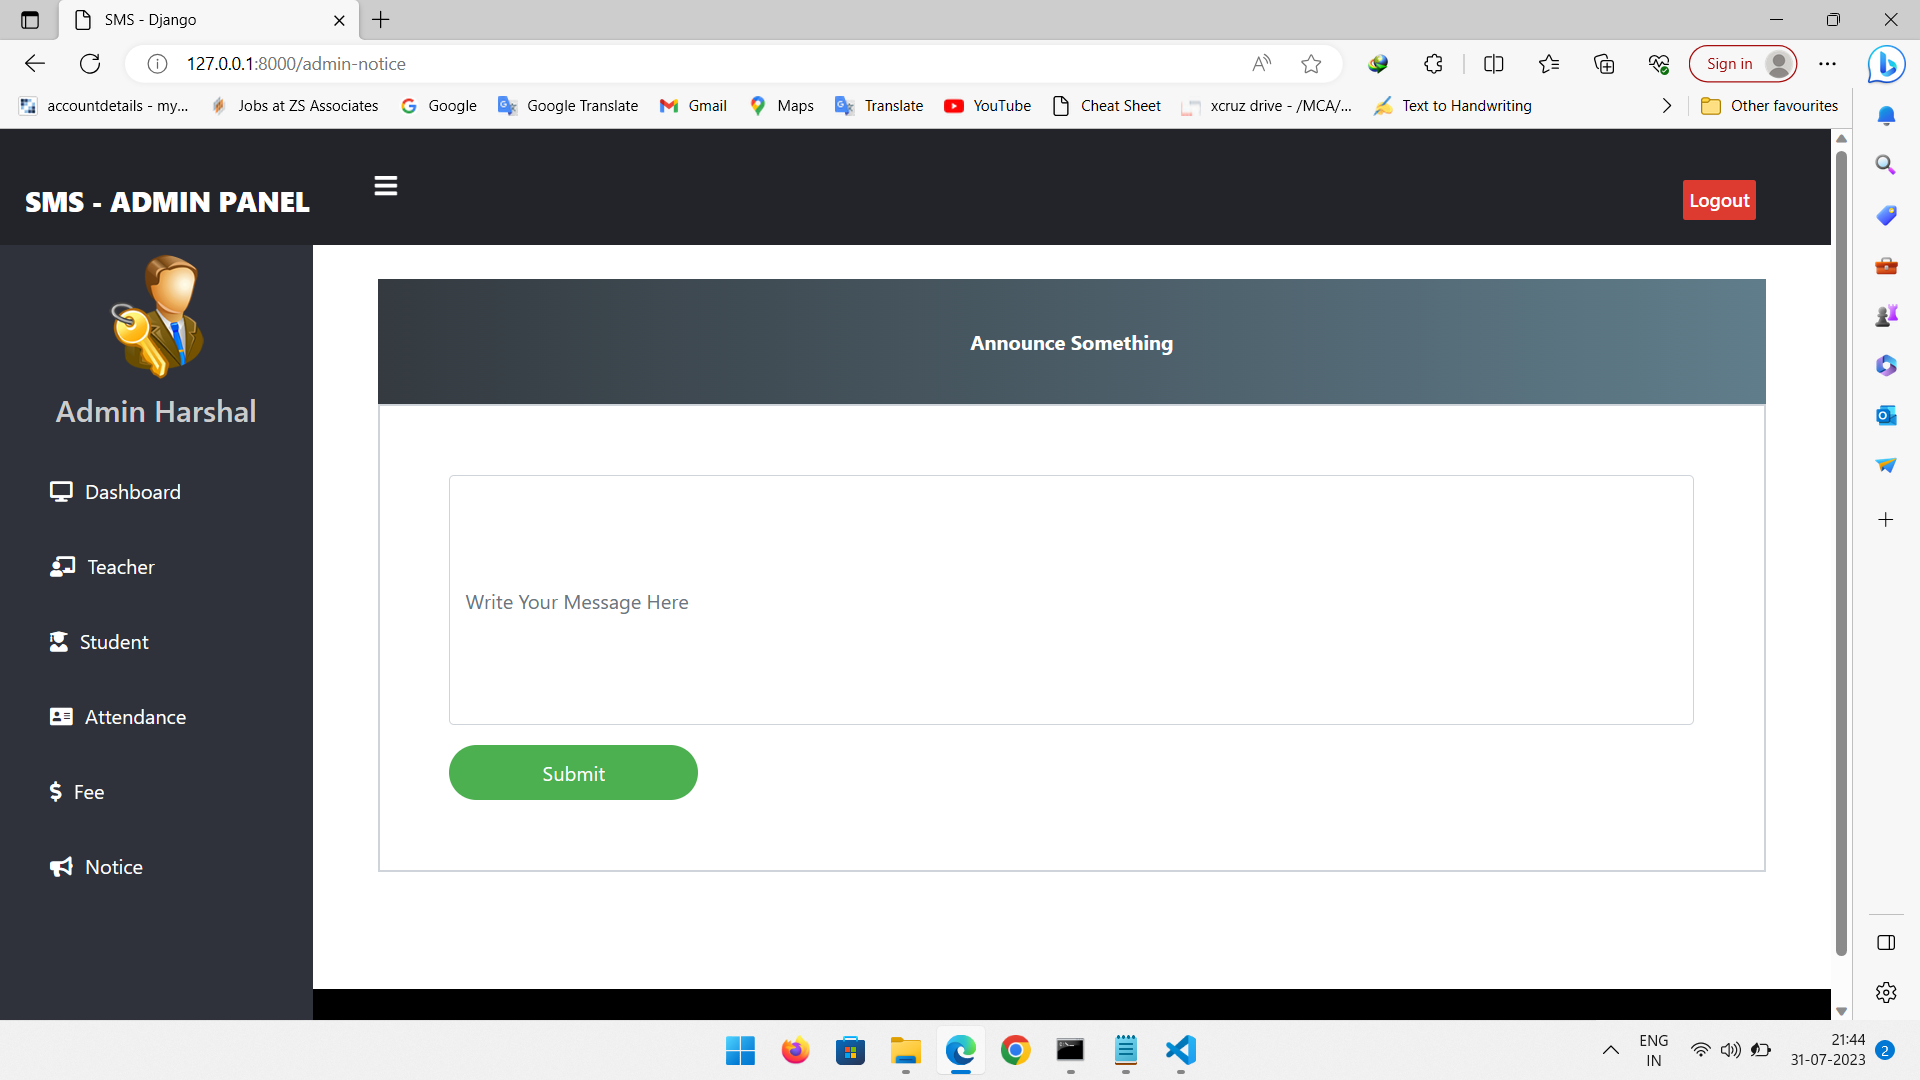 SMS - Django
127.0.0.1:8000/admin-notice
Sign in
accountdetails - my...
Jobs at ZS Associates
Google
Google Translate
Gmail
Maps
Translate
YouTube
Cheat Sheet
xcruz drive - /MCA/...
Text to Handwriting
Other favourites
SMS - ADMIN PANEL
Logout
Admin Harshal
Dashboard
Teacher
Student
Attendance
Fee
Notice
Announce Something
Write Your Message Here
Submit
ENG
IN
21:44
31-07-2023
2